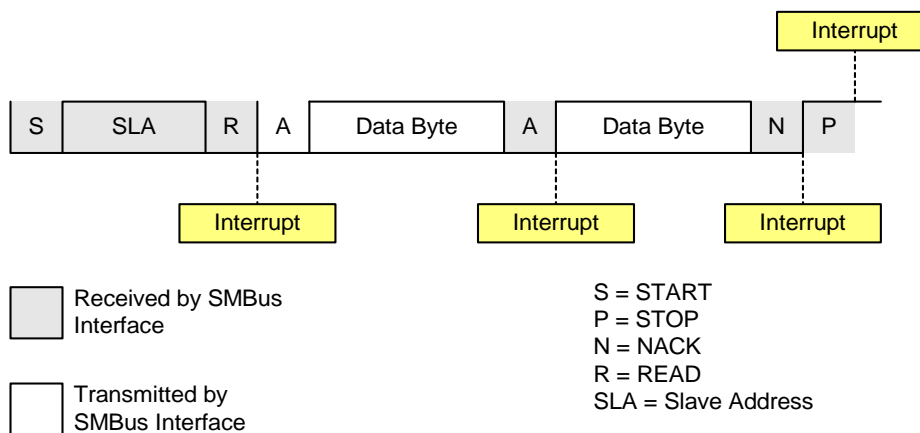 Interrupt
S SLA R A Data Byte A Data Byte N P
Interrupt Interrupt Interrupt
Received by SMBus
Interface
Transmitted by
SMBus Interface
S = START
P = STOP
N = NACK
R = READ
SLA = Slave Address